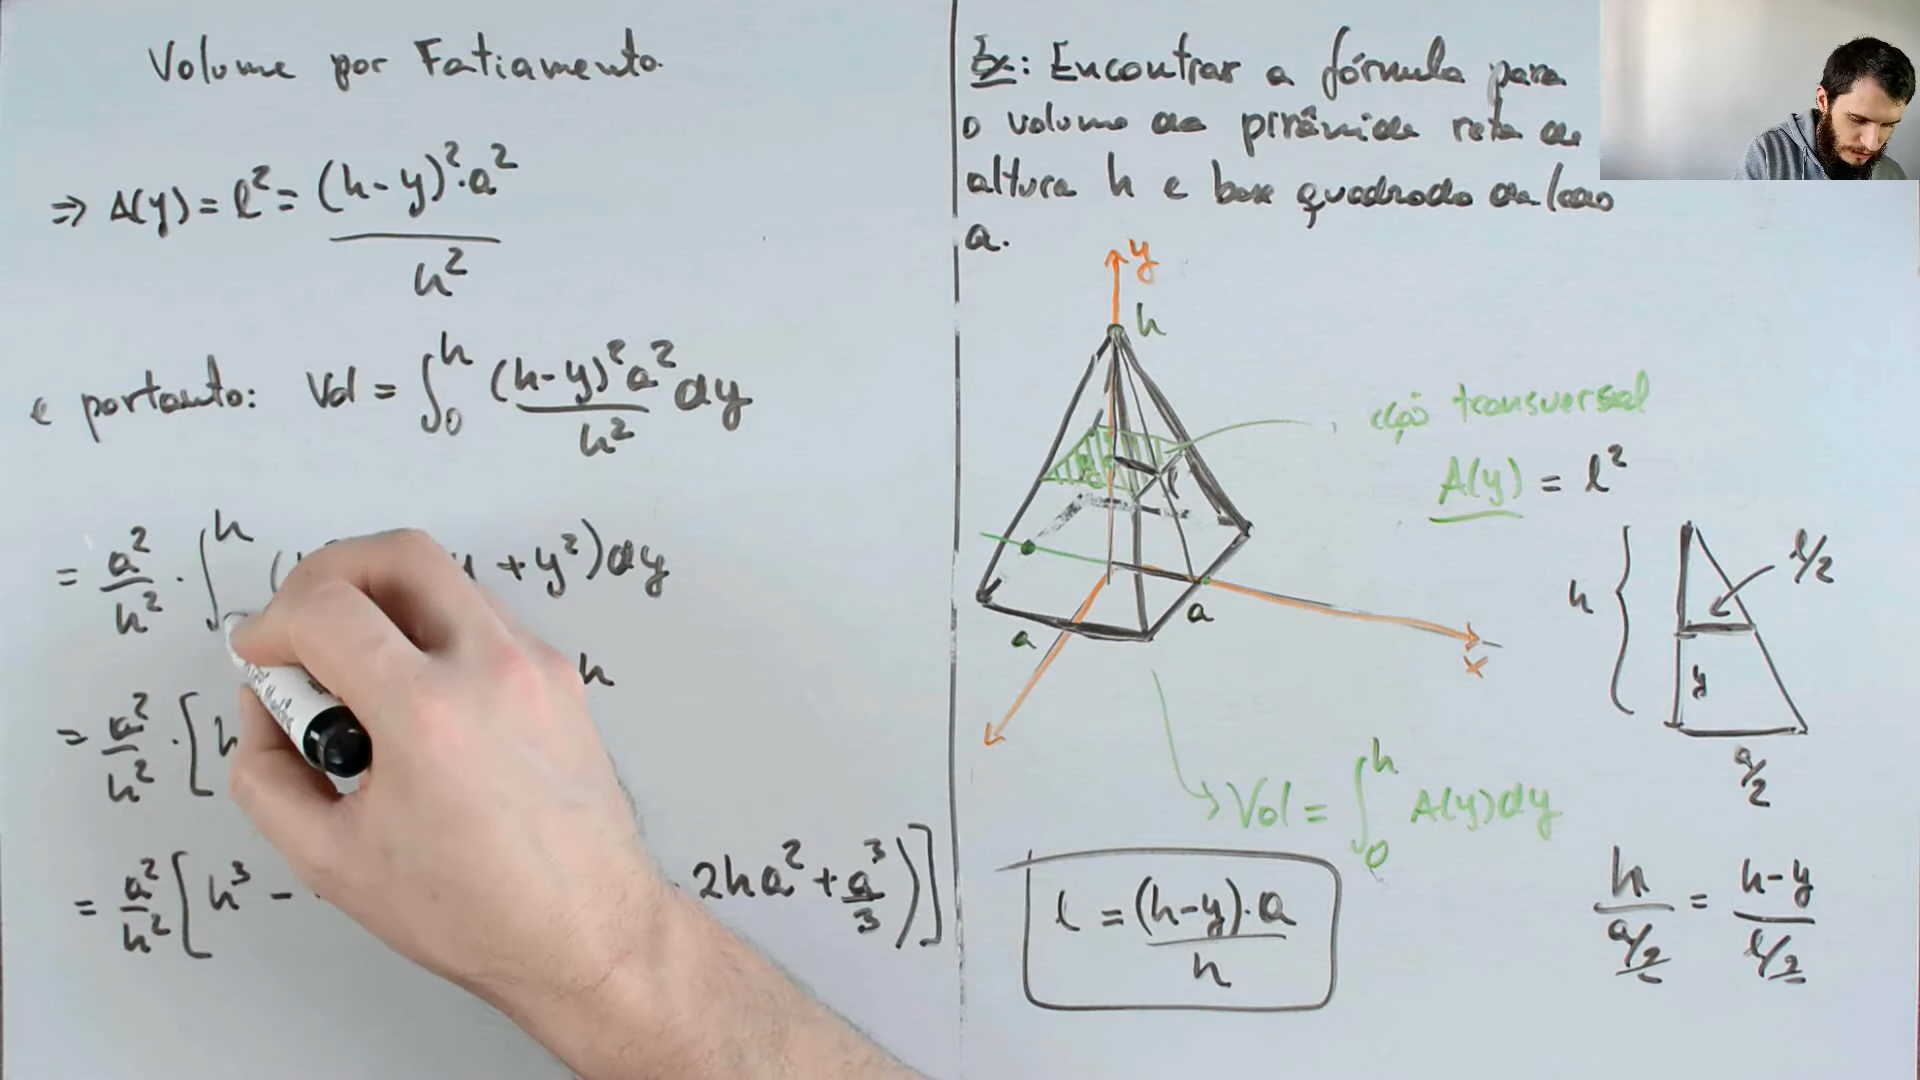 Volume por Fatiamento
⇒ A(y) = l² = (h-y)²·a² / h²
e portanto: Vol = ∫₀ʰ (h-y)²a² / h² dy
= a²/h² · ∫ʰ ( + y²) dy
= a²/h² · [h h
= a²/h² [h³ - 2ha² + a³/3)]
Ex: Encontrar a fórmula para
o volume da pirâmide reta de
altura h e base quadrada de lado
a.
y
h
ção transversal
A(y) = l²
l/2
h
y
a/2
a
a
x
Vol = ∫₀ʰ A(y)dy
l = (h-y)·a / h
h / a/2 = h-y / l/2